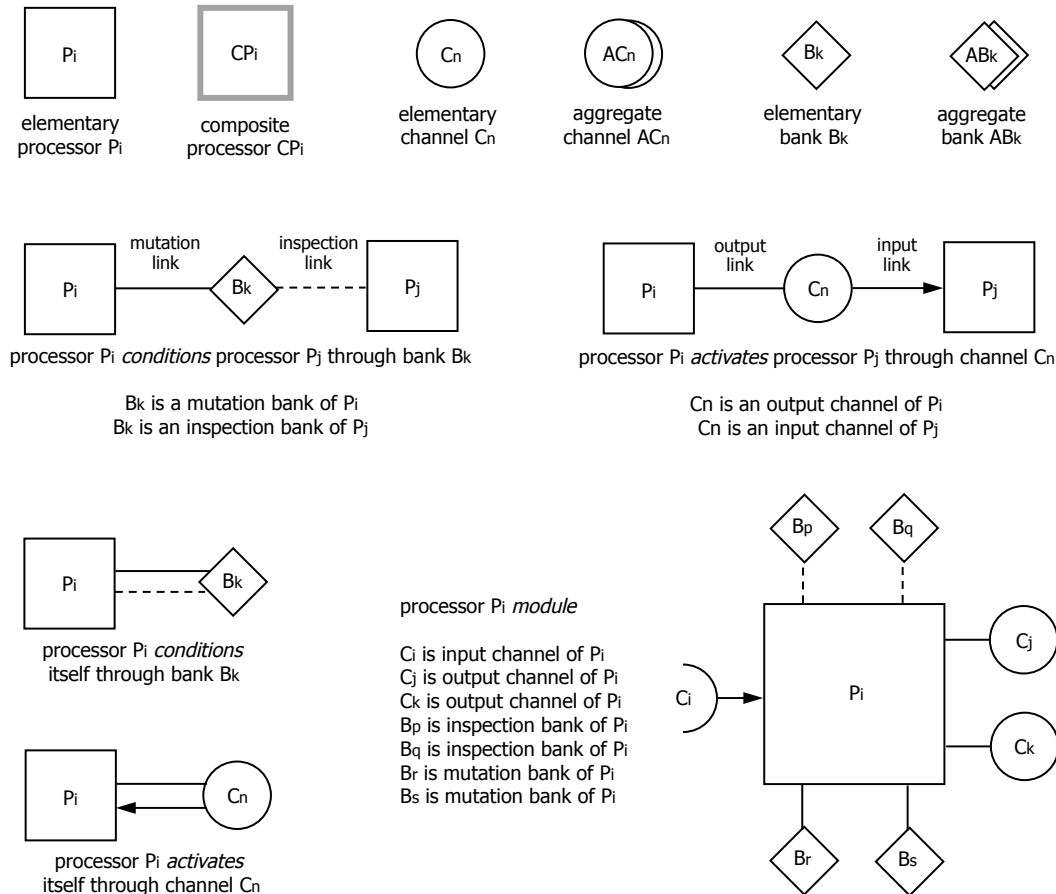 Pi
CPi
Cn
ACn
Bk
ABk
elementary
processor Pi
composite
processor CPi
elementary
channel Cn
aggregate
channel ACn
elementary
bank Bk
aggregate
bank ABk
mutation
link
inspection
link
Pi
Bk
Pj
processor Pi conditions processor Pj through bank Bk
Bk is a mutation bank of Pi
Bk is an inspection bank of Pj
output
link
input
link
Pi
Cn
Pj
processor Pi activates processor Pj through channel Cn
Cn is an output channel of Pi
Cn is an input channel of Pj
Pi
Bk
processor Pi conditions
itself through bank Bk
Pi
Cn
processor Pi activates
itself through channel Cn
processor Pi module
Ci is input channel of Pi
Cj is output channel of Pi
Ck is output channel of Pi
Bp is inspection bank of Pi
Bq is inspection bank of Pi
Br is mutation bank of Pi
Bs is mutation bank of Pi
Bp
Bq
Ci
Pi
Cj
Ck
Br
Bs